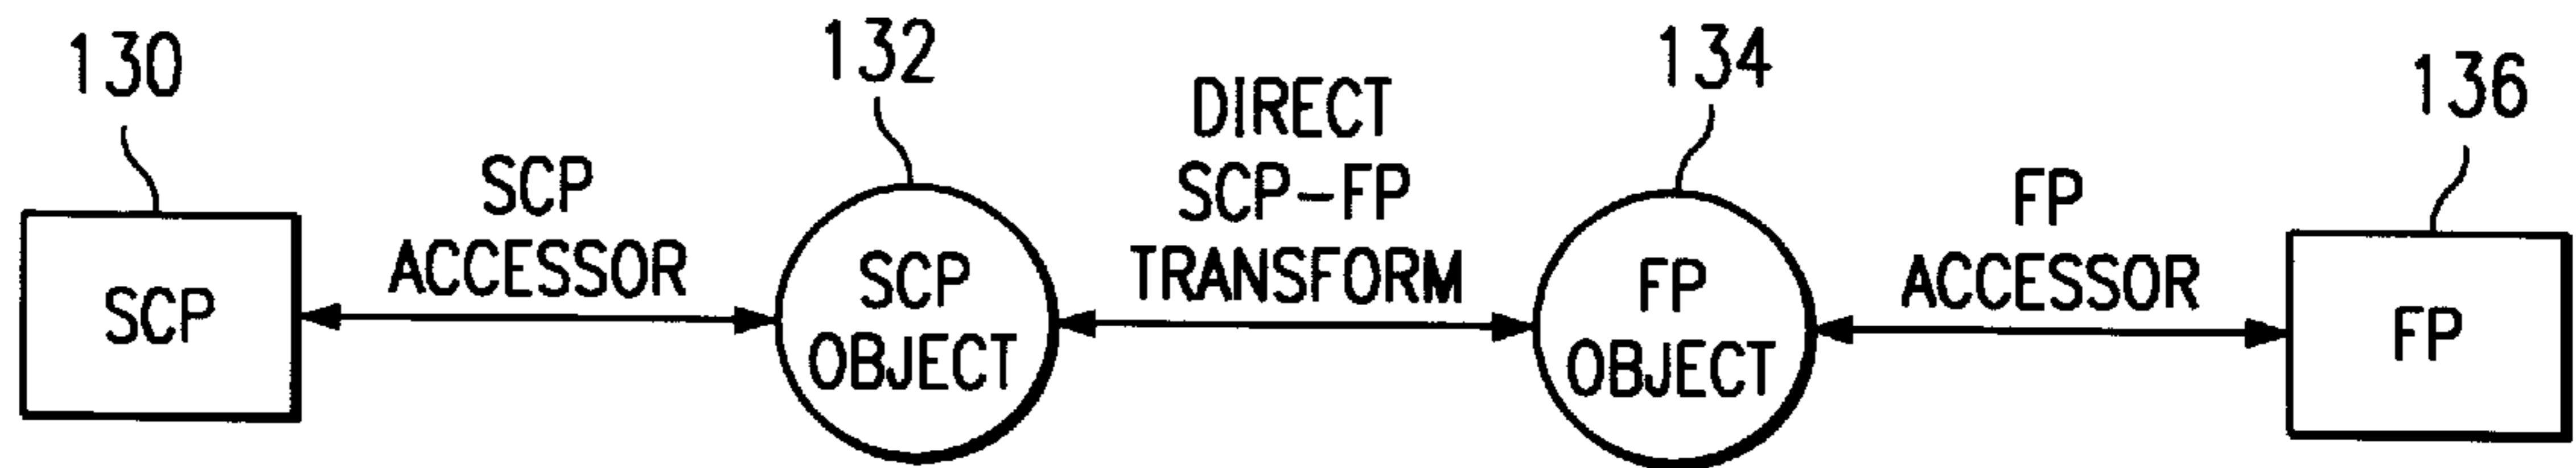 130
132
134
136
SCP
SCP
ACCESSOR
SCP
OBJECT
DIRECT
SCP-FP
TRANSFORM
FP
OBJECT
FP
ACCESSOR
FP